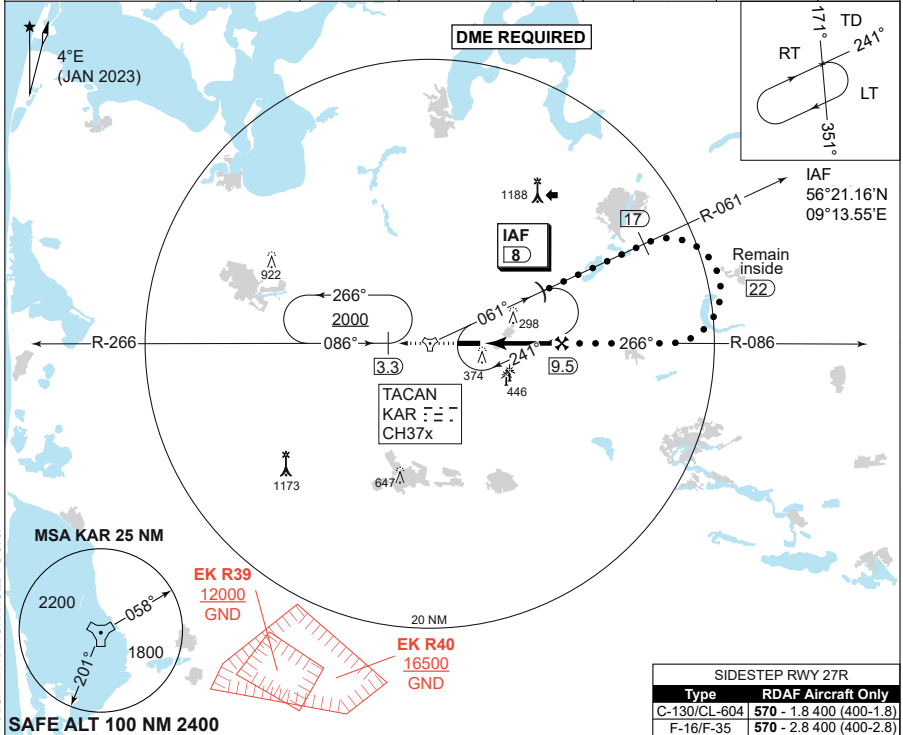 DME REQUIRED
4°E
(JAN 2023)
171°
TD
241°
RT
LT
351°
IAF
56°21.16'N
09°13.55'E
1188
R-061
17
IAF
8
922
Remain
inside
22
266°
2000
061°
298
R-266
086°
266°
R-086
3.3
241°
9.5
374
446
TACAN
KAR
CH37x
1173
647
MSA KAR 25 NM
2200
058°
1800
201°
SAFE ALT 100 NM 2400
EK R39
12000
GND
20 NM
EK R40
16500
GND
SIDESTEP RWY 27R
Type RDAF Aircraft Only
C-130/CL-604 570 - 1.8 400 (400-1.8)
F-16/F-35 570 - 2.8 400 (400-2.8)